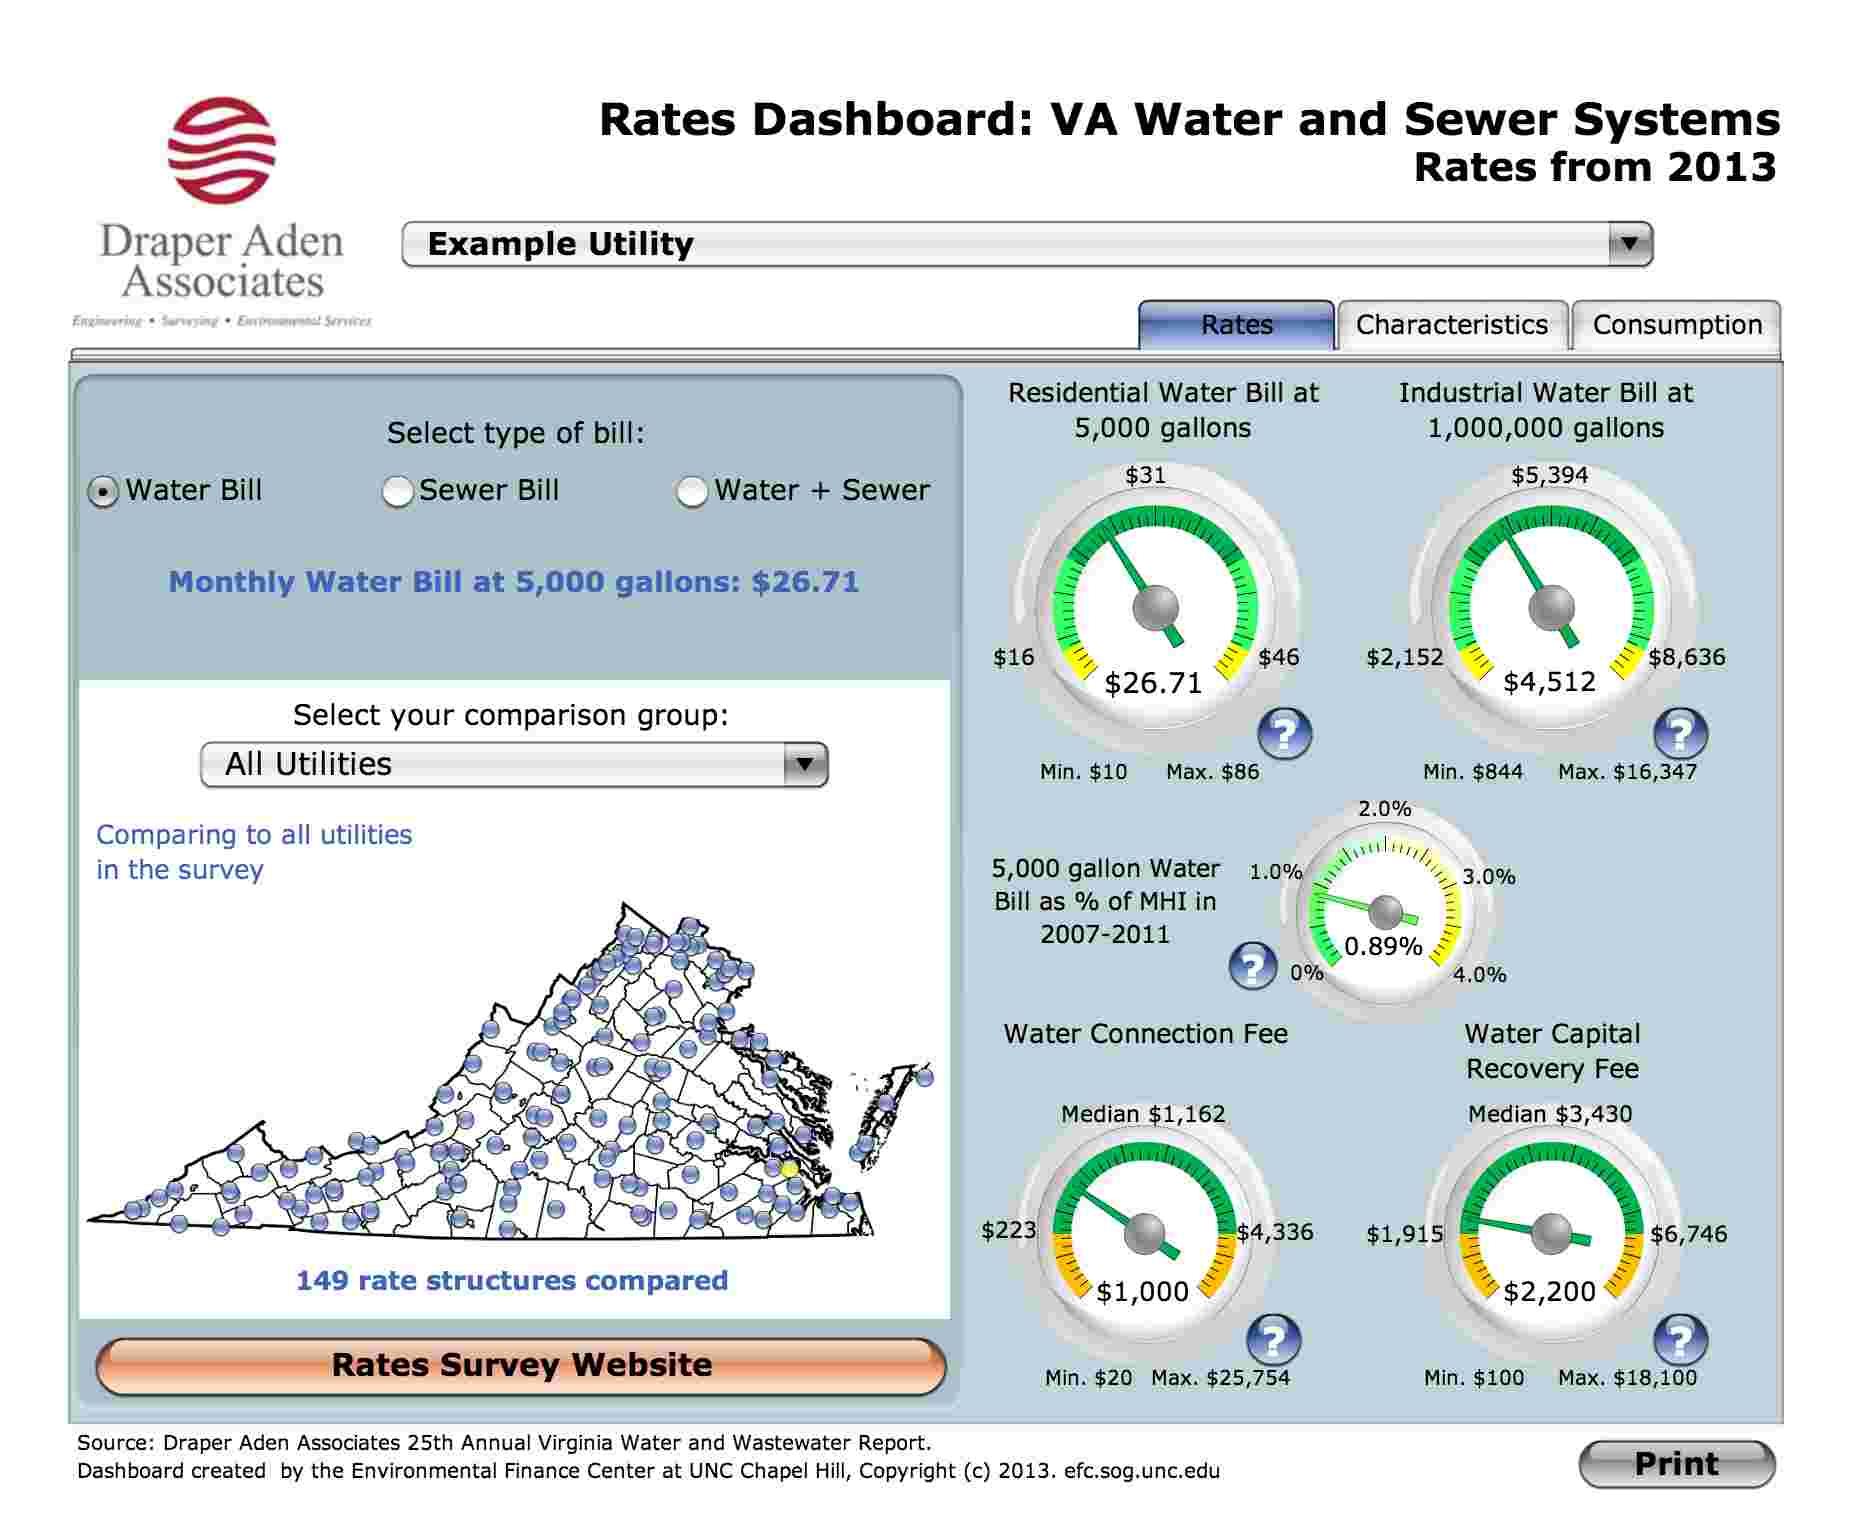 Rates Dashboard: VA Water and Sewer Systems
Rates from 2013
Draper Aden
Associates
Engineering • Surveying • Environmental Services
Example Utility
Rates
Characteristics
Consumption
Select type of bill:
Water Bill
Sewer Bill
Water + Sewer
Monthly Water Bill at 5,000 gallons: $26.71
Select your comparison group:
All Utilities
Comparing to all utilities
in the survey
149 rate structures compared
Rates Survey Website
Residential Water Bill at
5,000 gallons
$31
$16
$46
$26.71
?
Min. $10
Max. $86
Industrial Water Bill at
1,000,000 gallons
$5,394
$2,152
$8,636
$4,512
?
Min. $844
Max. $16,347
5,000 gallon Water
Bill as % of MHI in
2007-2011
?
2.0%
1.0%
3.0%
0.89%
0%
4.0%
Water Connection Fee
Median $1,162
$223
$4,336
$1,000
?
Min. $20
Max. $25,754
Water Capital
Recovery Fee
Median $3,430
$1,915
$6,746
$2,200
?
Min. $100
Max. $18,100
Source: Draper Aden Associates 25th Annual Virginia Water and Wastewater Report.
Dashboard created  by the Environmental Finance Center at UNC Chapel Hill, Copyright (c) 2013. efc.sog.unc.edu
Print